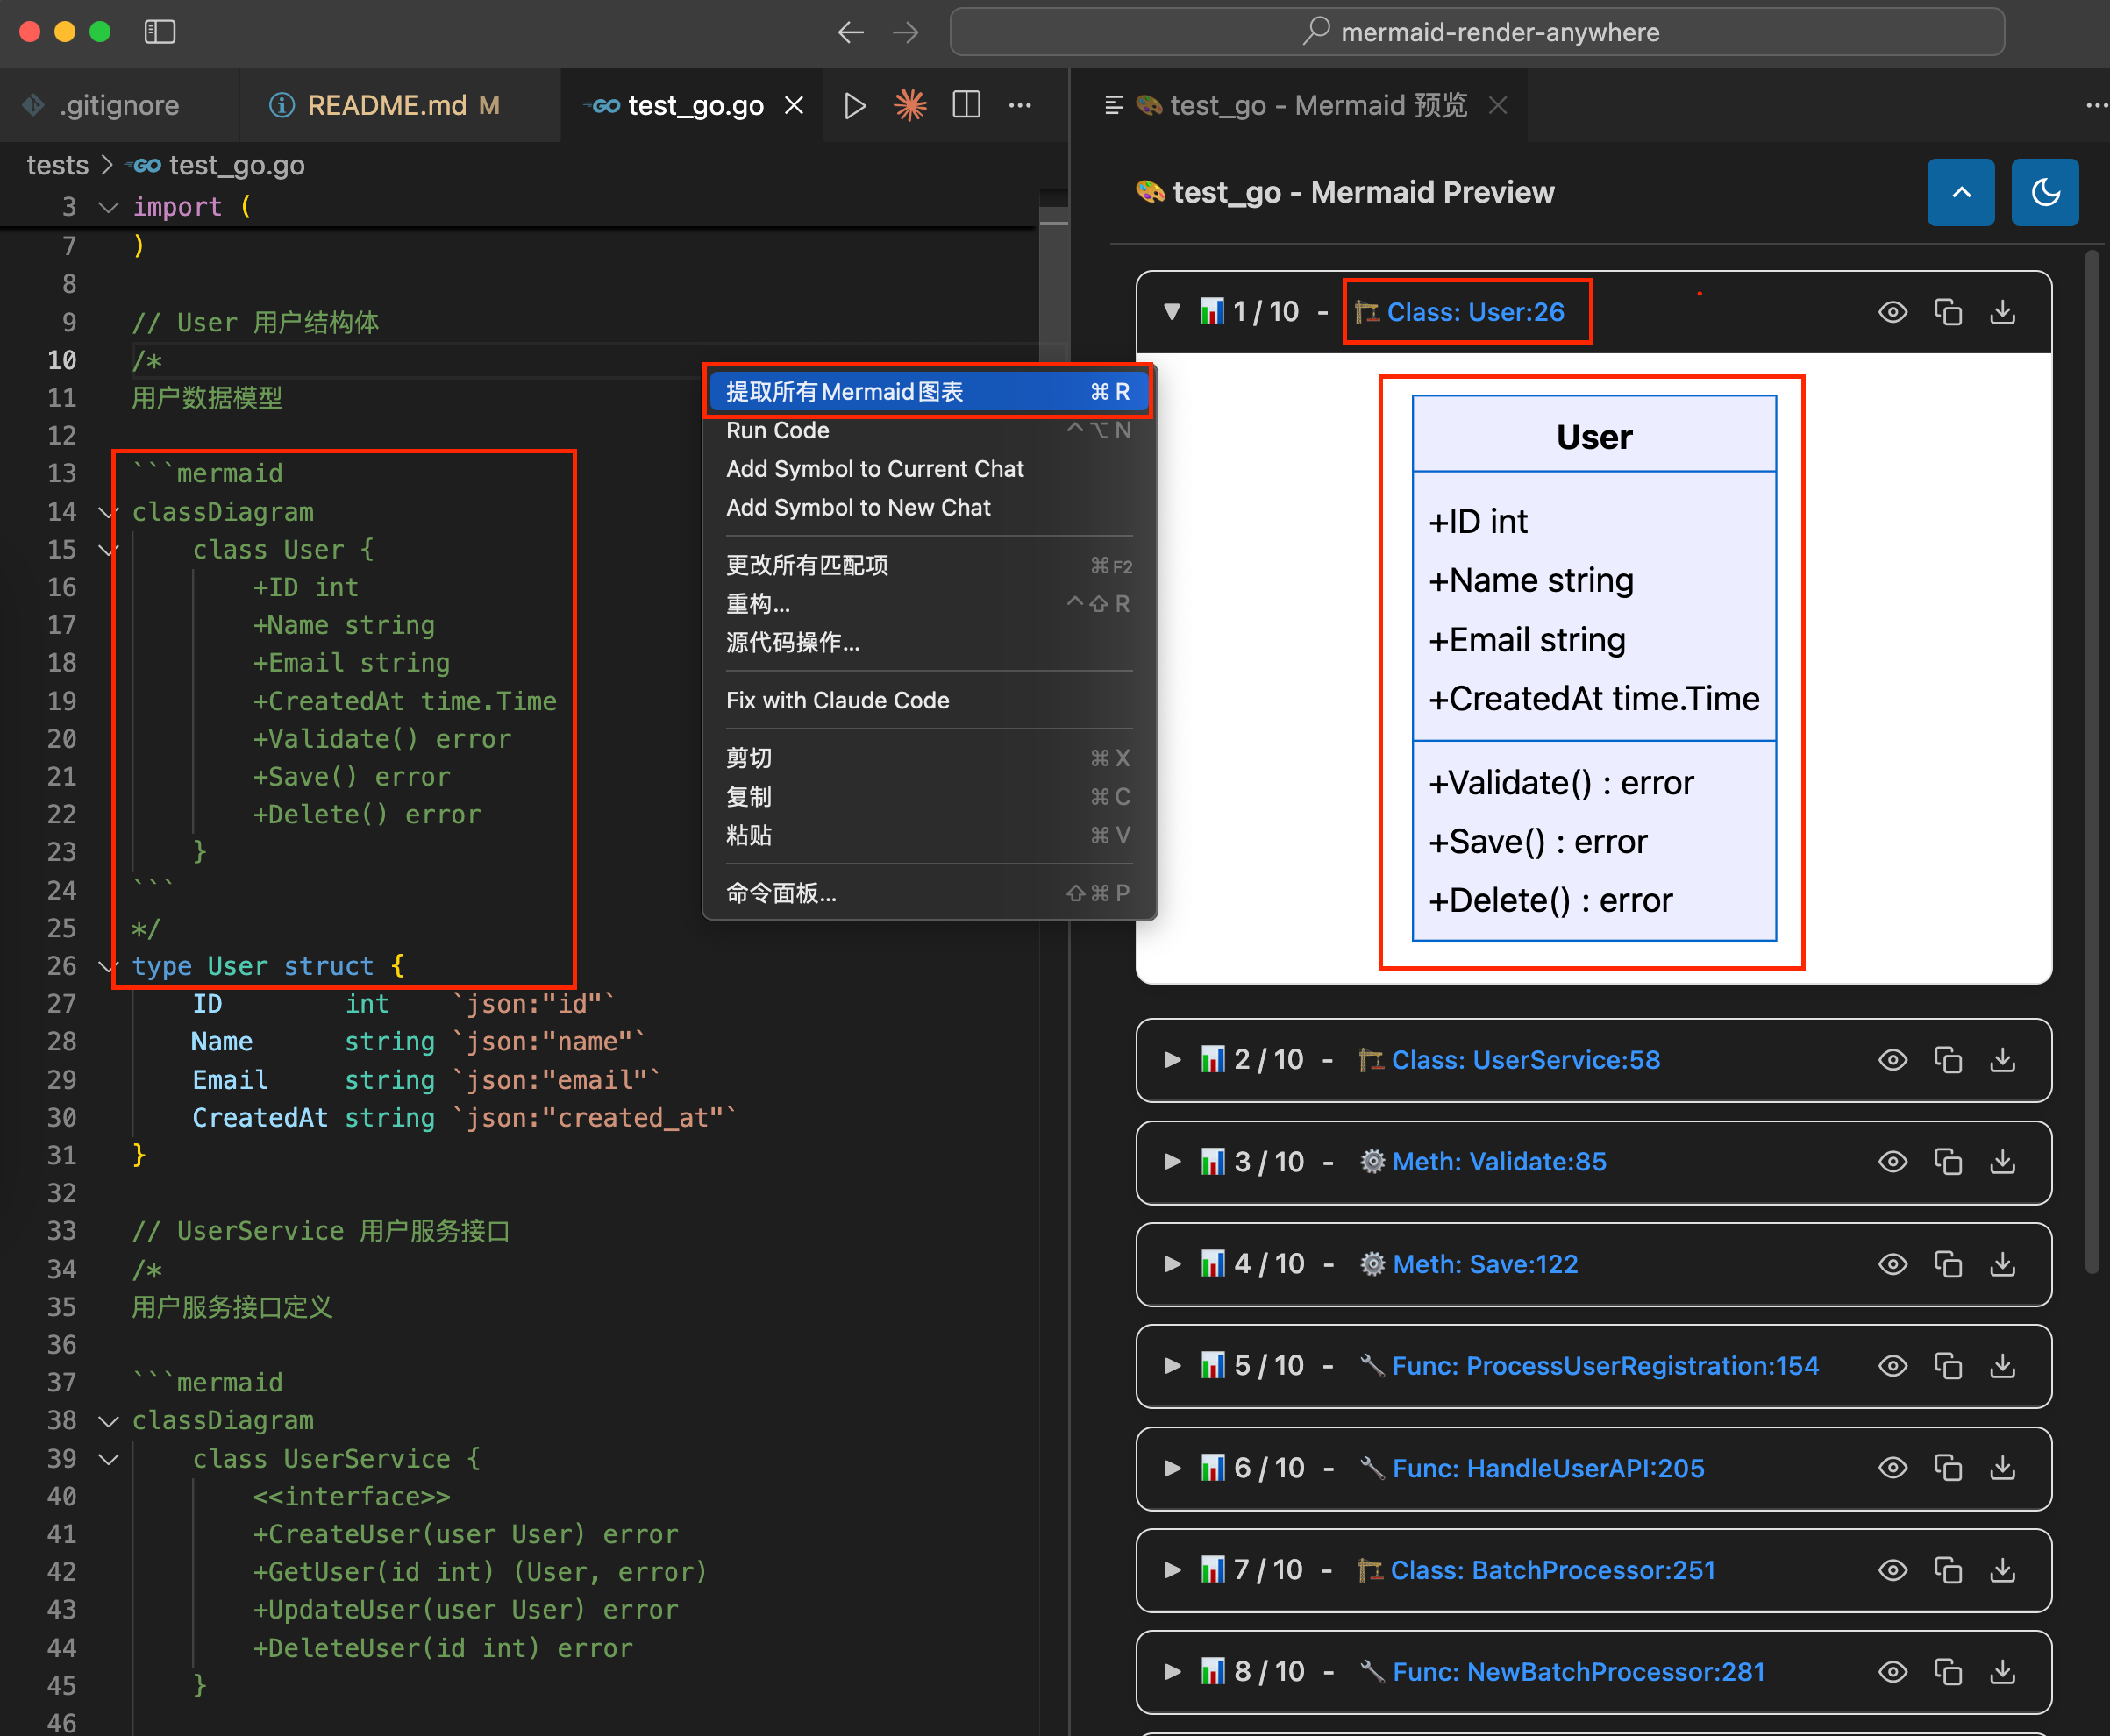 mermaid-render-anywhere
.gitignore
README.md M
test_go.go
test_go - Mermaid 预览
tests > test_go.go
3 import (
7 )
8
9 // User 用户结构体
10 /*
11 用户数据模型
12
13 ```mermaid
14 classDiagram
15 class User {
16 +ID int
17 +Name string
18 +Email string
19 +CreatedAt time.Time
20 +Validate() error
21 +Save() error
22 +Delete() error
23 }
24 ```
25 */
26 type User struct {
27 ID int `json:"id"`
28 Name string `json:"name"`
29 Email string `json:"email"`
30 CreatedAt string `json:"created_at"`
31 }
32
33 // UserService 用户服务接口
34 /*
35 用户服务接口定义
36
37 ```mermaid
38 classDiagram
39 class UserService {
40 <<interface>>
41 +CreateUser(user User) error
42 +GetUser(id int) (User, error)
43 +UpdateUser(user User) error
44 +DeleteUser(id int) error
45 }
46
提取所有Mermaid图表 ⌘ R
Run Code ⌃⌥ N
Add Symbol to Current Chat
Add Symbol to New Chat
更改所有匹配项 ⌘F2
重构... ⌃⇧ R
源代码操作...
Fix with Claude Code
剪切 ⌘ X
复制 ⌘ C
粘贴 ⌘ V
命令面板... ⇧⌘ P
🎨 test_go - Mermaid Preview
▼ 📊 1 / 10 - 🏗️ Class: User:26
User
+ID int
+Name string
+Email string
+CreatedAt time.Time
+Validate() : error
+Save() : error
+Delete() : error
▶ 📊 2 / 10 - 🏗️ Class: UserService:58
▶ 📊 3 / 10 - ⚙️ Meth: Validate:85
▶ 📊 4 / 10 - ⚙️ Meth: Save:122
▶ 📊 5 / 10 - 🔧 Func: ProcessUserRegistration:154
▶ 📊 6 / 10 - 🔧 Func: HandleUserAPI:205
▶ 📊 7 / 10 - 🏗️ Class: BatchProcessor:251
▶ 📊 8 / 10 - 🔧 Func: NewBatchProcessor:281